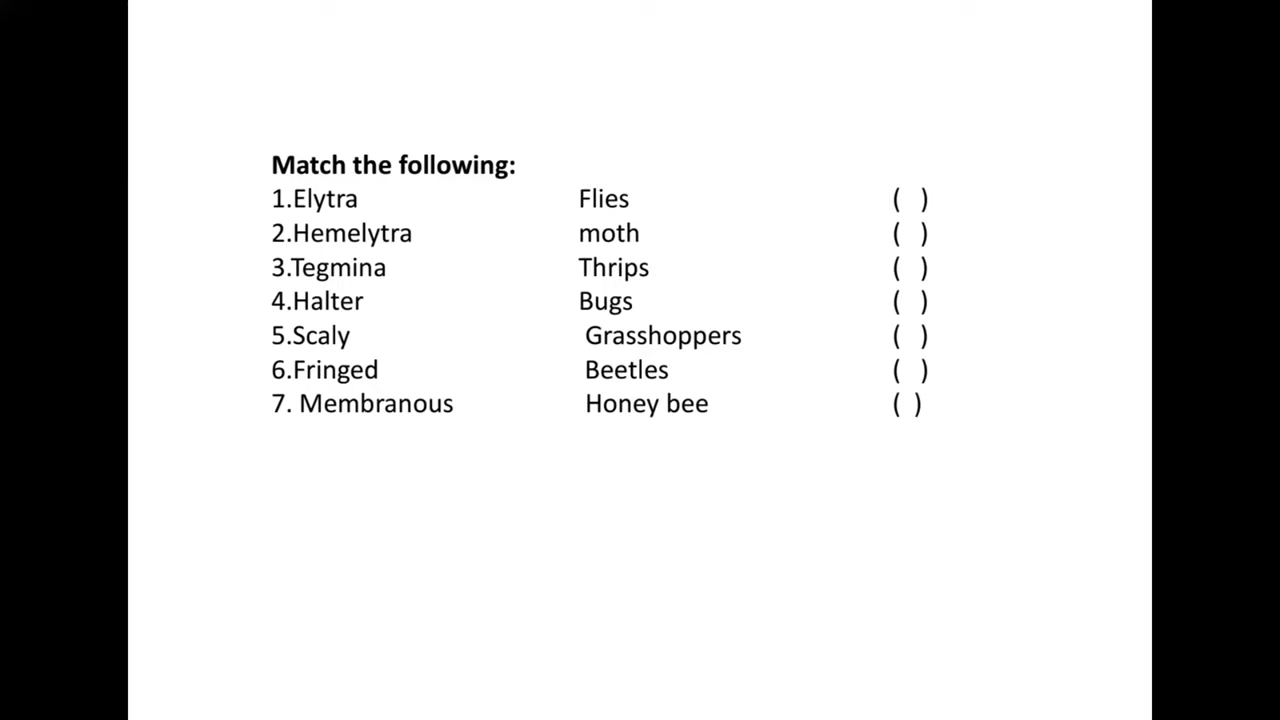 Match the following:
1.Elytra Flies ( )
2.Hemelytra moth ( )
3.Tegmina Thrips ( )
4.Halter Bugs ( )
5.Scaly Grasshoppers ( )
6.Fringed Beetles ( )
7. Membranous Honey bee ( )